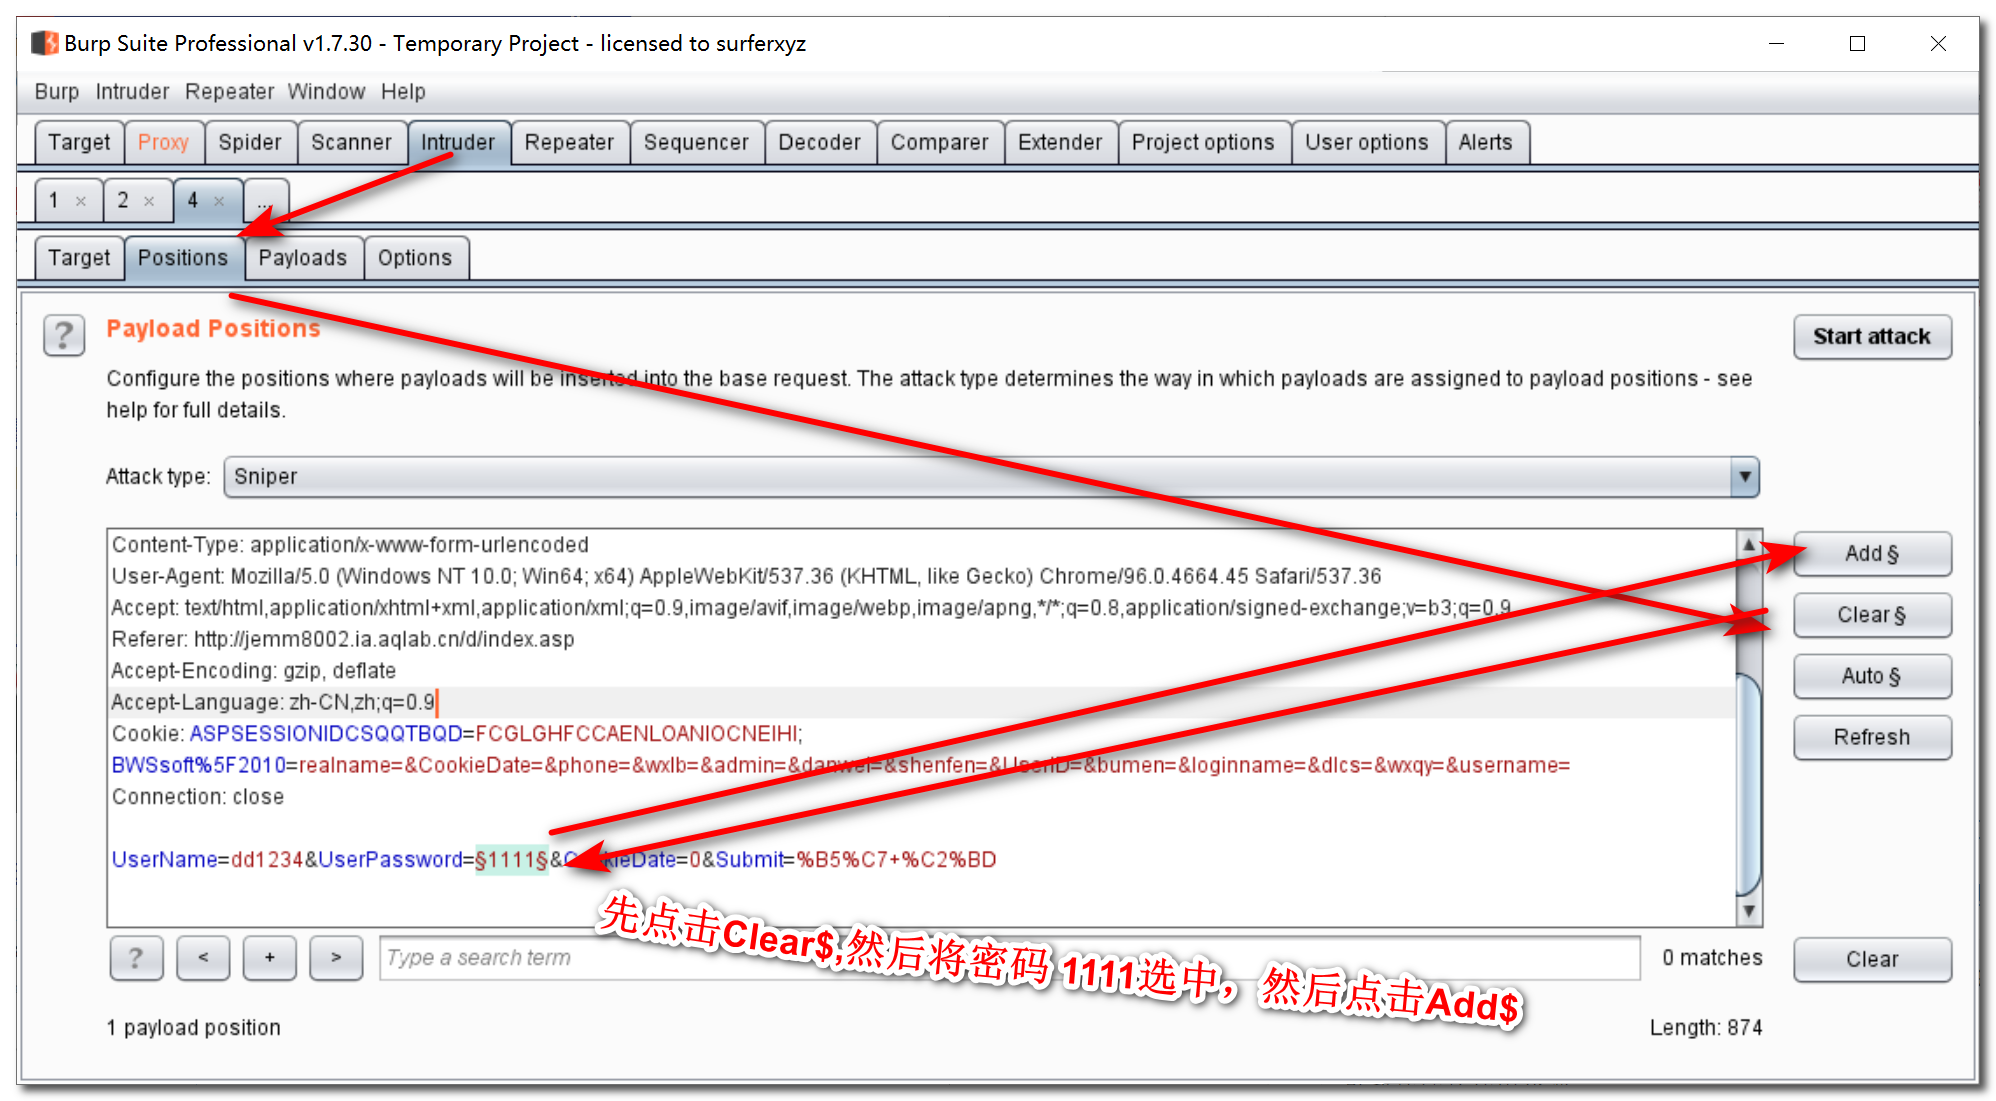 Burp Suite Professional v1.7.30 - Temporary Project - licensed to surferxyz
Burp Intruder Repeater Window Help
Target Proxy Spider Scanner Intruder Repeater Sequencer Decoder Comparer Extender Project options User options Alerts
1 × 2 × 4 × ...
Target Positions Payloads Options
? Payload Positions
Start attack
Configure the positions where payloads will be inserted into the base request. The attack type determines the way in which payloads are assigned to payload positions - see
help for full details.
Attack type: Sniper
Content-Type: application/x-www-form-urlencoded
Add §
User-Agent: Mozilla/5.0 (Windows NT 10.0; Win64; x64) AppleWebKit/537.36 (KHTML, like Gecko) Chrome/96.0.4664.45 Safari/537.36
Accept: text/html,application/xhtml+xml,application/xml;q=0.9,image/avif,image/webp,image/apng,*/*;q=0.8,application/signed-exchange;v=b3;q=0.9
Clear §
Referer: http://jemm8002.ia.aqlab.cn/d/index.asp
Accept-Encoding: gzip, deflate
Auto §
Accept-Language: zh-CN,zh;q=0.9
Cookie: ASPSESSIONIDCSQQTBQD=FCGLGHFCCAENLOANIOCNEIHI;
Refresh
BWSsoft%5F2010=realname=&CookieDate=&phone=&wxlb=&admin=&danwei=&shenfen=&UserID=&bumen=&loginname=&dlcs=&wxqy=&username=
Connection: close
UserName=dd1234&UserPassword=§1111§&CookieDate=0&Submit=%B5%C7+%C2%BD
先点击Clear$,然后将密码 1111选中，然后点击Add$
? < + > Type a search term 0 matches Clear
1 payload position
Length: 874